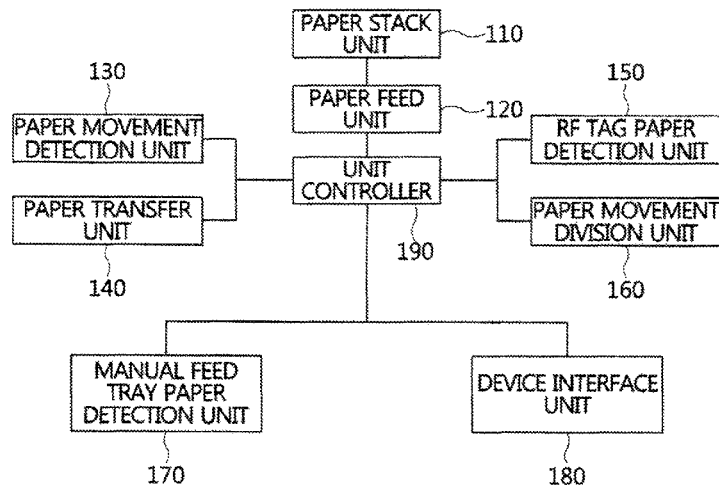 PAPER STACK
UNIT
110
130
PAPER MOVEMENT
DETECTION UNIT
PAPER FEED
UNIT
120
150
RF TAG PAPER
DETECTION UNIT
UNIT
CONTROLLER
190
PAPER TRANSFER
UNIT
140
PAPER MOVEMENT
DIVISION UNIT
160
MANUAL FEED
TRAY PAPER
DETECTION UNIT
170
DEVICE INTERFACE
UNIT
180